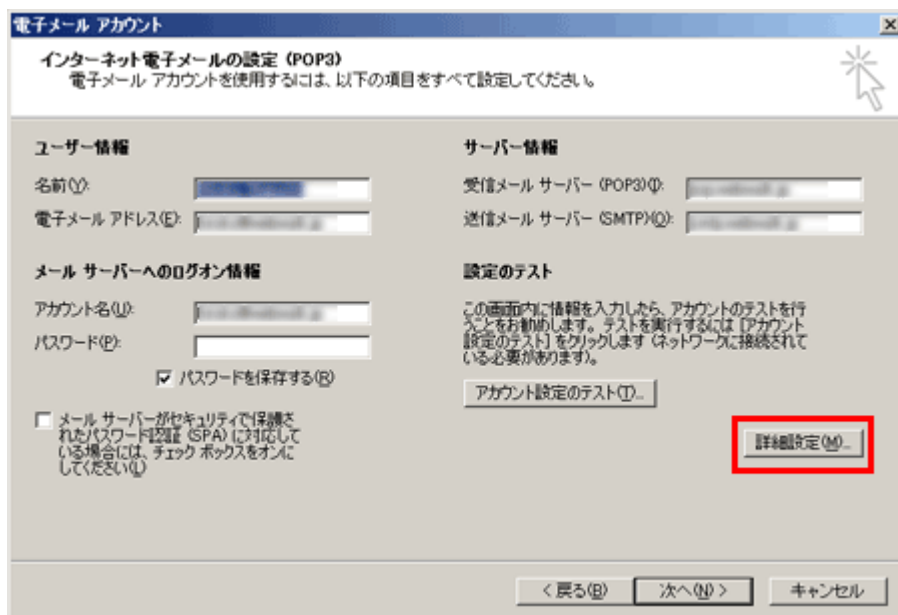 電子メール アカウント
インターネット電子メールの設定 (POP3)
電子メール アカウントを使用するには、以下の項目をすべて設定してください。
ユーザー情報
名前(Y):
電子メール アドレス(E):
メール サーバーへのログオン情報
アカウント名(U):
パスワード(P):
パスワードを保存する(R)
メール サーバーがセキュリティで保護さ
れたパスワード認証 (SPA) に対応して
いる場合には、チェック ボックスをオンに
してください(L)
サーバー情報
受信メール サーバー (POP3)(I):
送信メール サーバー (SMTP)(O):
設定のテスト
この画面内に情報を入力したら、アカウントのテストを行
うことをお勧めします。テストを実行するには [アカウント
設定のテスト] をクリックします (ネットワークに接続されて
いる必要があります)。
アカウント設定のテスト(T)...
詳細設定(M)...
< 戻る(B)
次へ(N) >
キャンセル